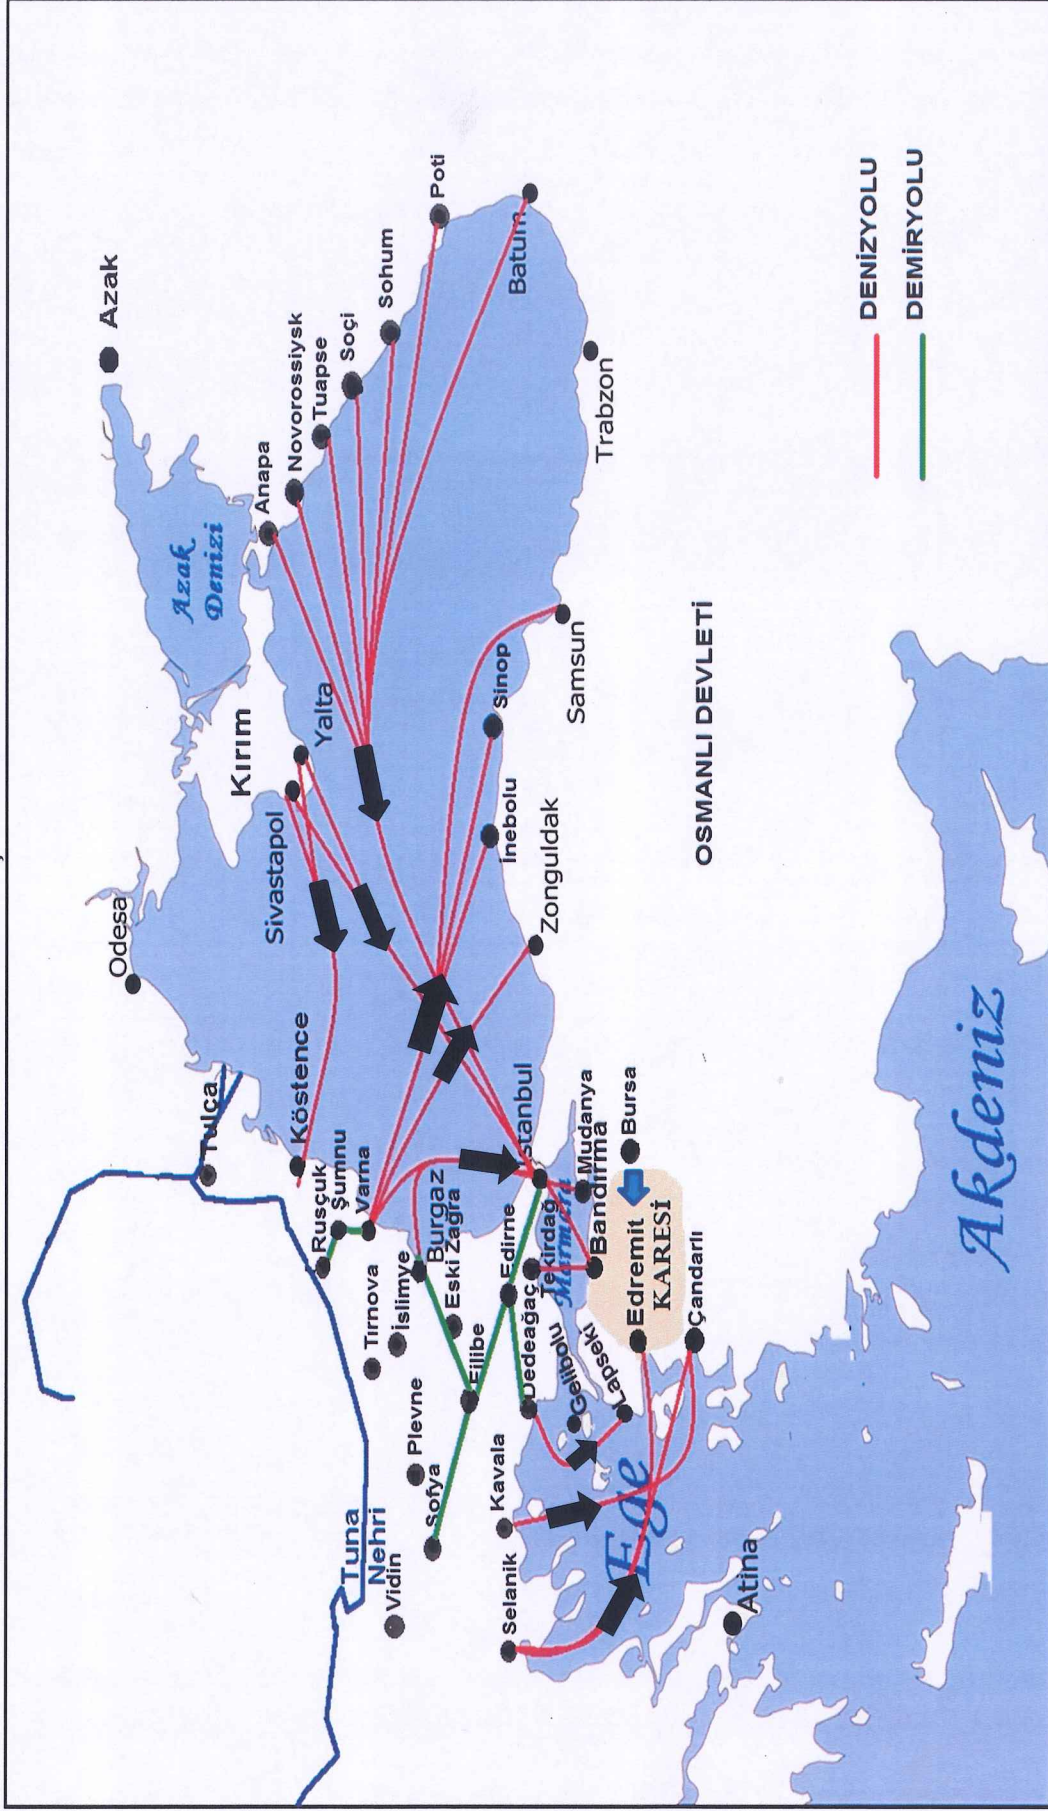 Azak
Odesa
Azak
Denizi
Kırım
Anapa
Novorossiysk
Tuapse
Soçi
Sohum
Poti
Batum
Yalta
Sivastapol
Tulça
Köstence
Tuna
Nehri
Vidin
Rusçuk
Şumnu
Varna
Tırnova
İslimye
Plevne
Sofya
Burgaz
Eski Zağra
Filibe
Edirne
İstanbul
Sinop
İnebolu
Samsun
Zonguldak
Trabzon
Selanik
Kavala
Dedeağaç
Tekirdağ
Marmara
Gelibolu
Lapseki
Mudanya
Bandırma
Bursa
Edremit
KARESİ
Çandarlı
Ege
Atina
OSMANLI DEVLETİ
Akdeniz
DENİZYOLU
DEMİRYOLU